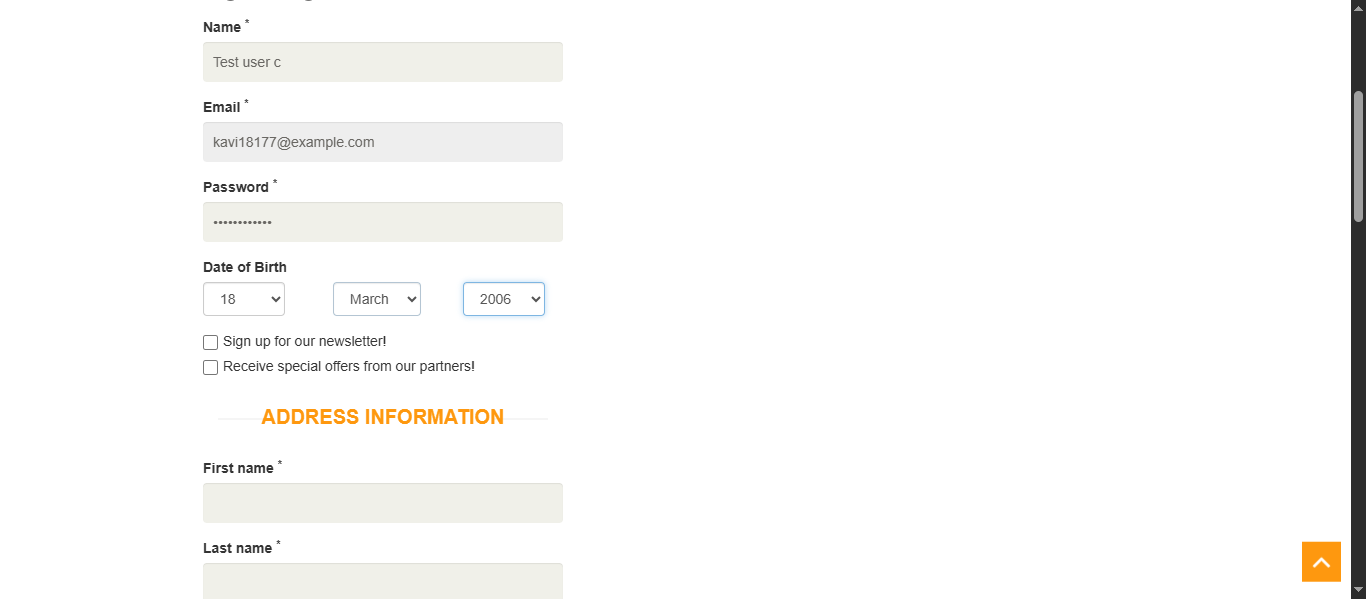 Name *
Test user c
Email *
kavi18177@example.com
Password *
••••••••••••
Date of Birth
18 March 2006
Sign up for our newsletter!
Receive special offers from our partners!
ADDRESS INFORMATION
First name *
Last name *